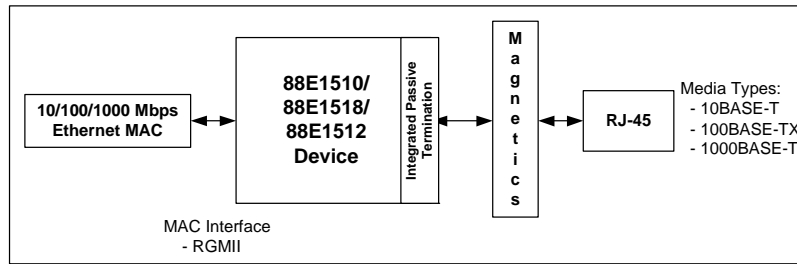 10/100/1000 Mbps
Ethernet MAC
88E1510/
88E1518/
88E1512
Device
Integrated Passive
Termination
MAC Interface
- RGMII
Magnetics
RJ-45
Media Types:
- 10BASE-T
- 100BASE-TX
- 1000BASE-T